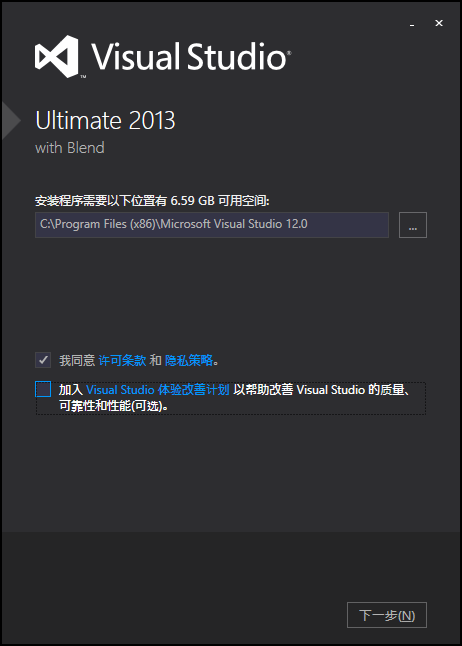 Visual Studio®
™
Ultimate 2013
with Blend
安装程序需要以下位置有 6.59 GB 可用空间:
C:\Program Files (x86)\Microsoft Visual Studio 12.0
...
我同意 许可条款 和 隐私策略。
加入 Visual Studio 体验改善计划 以帮助改善 Visual Studio 的质量、
可靠性和性能(可选)。
下一步(N)